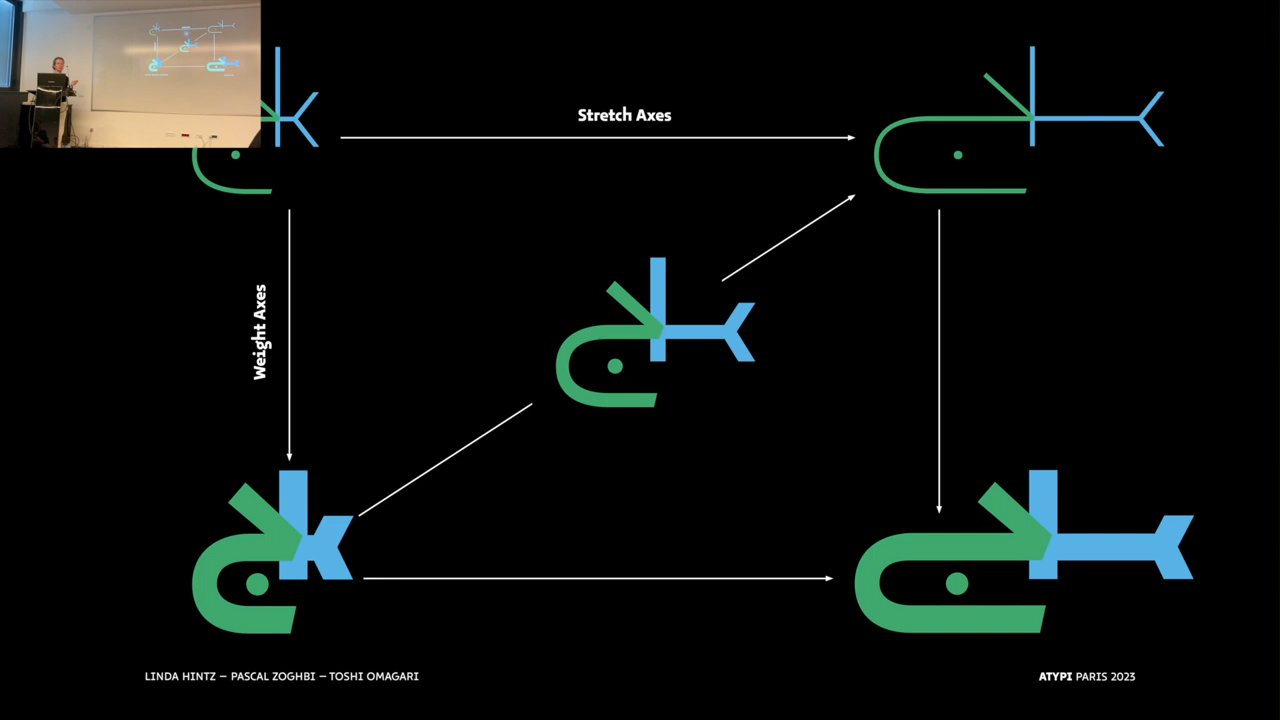 Stretch Axes
Weight Axes
LINDA HINTZ – PASCAL ZOGHBI – TOSHI OMAGARI
ATYPI PARIS 2023